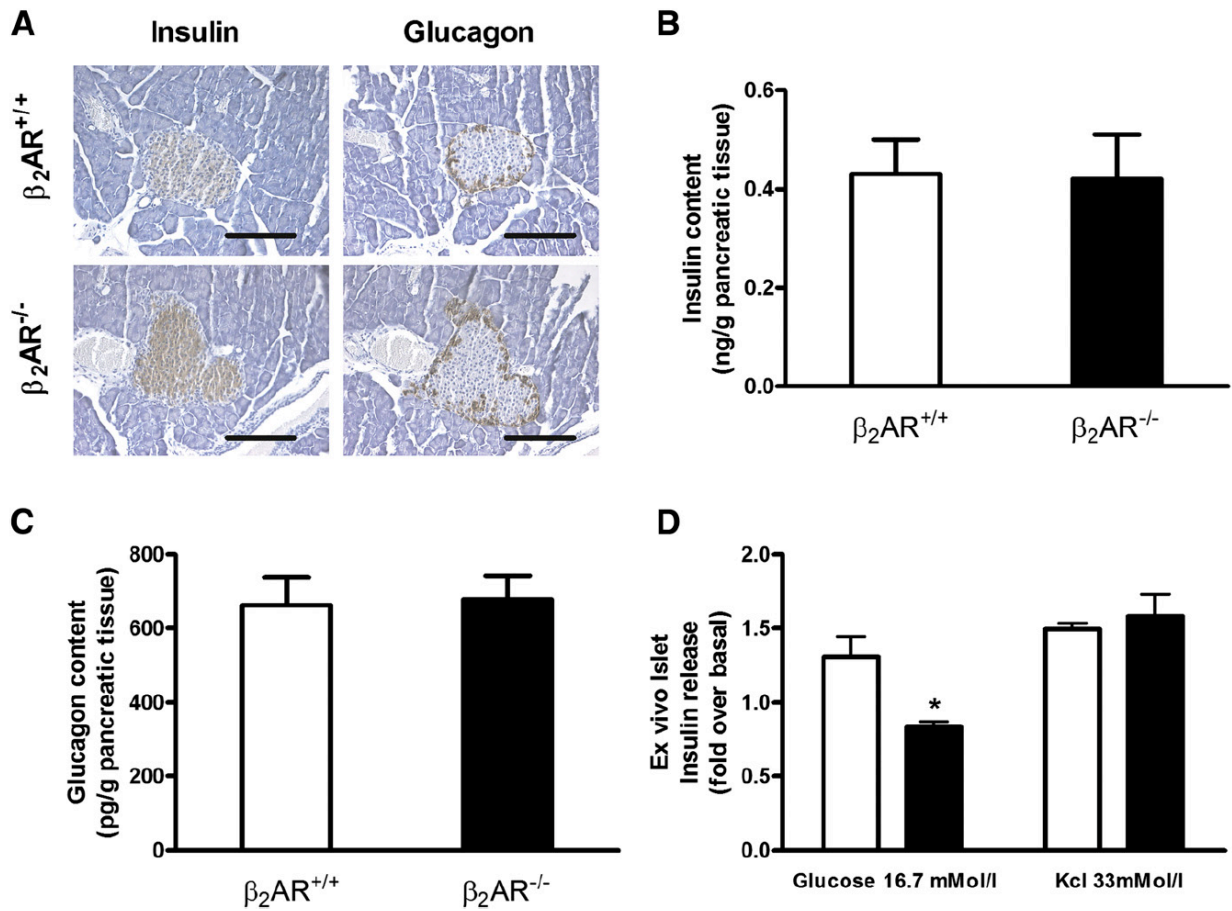 A
Insulin
Glucagon
β₂AR⁺/⁺
β₂AR⁻/⁻
B
Insulin content
(ng/g pancreatic tissue)
0.6
0.4
0.2
0.0
β₂AR⁺/⁺
β₂AR⁻/⁻
C
Glucagon content
(pg/g pancreatic tissue)
800
600
400
200
0
β₂AR⁺/⁺
β₂AR⁻/⁻
D
Ex vivo Islet
Insulin release
(fold over basal)
2.0
1.5
1.0
0.5
0.0
*
Glucose 16.7 mMol/l
Kcl 33mMol/l